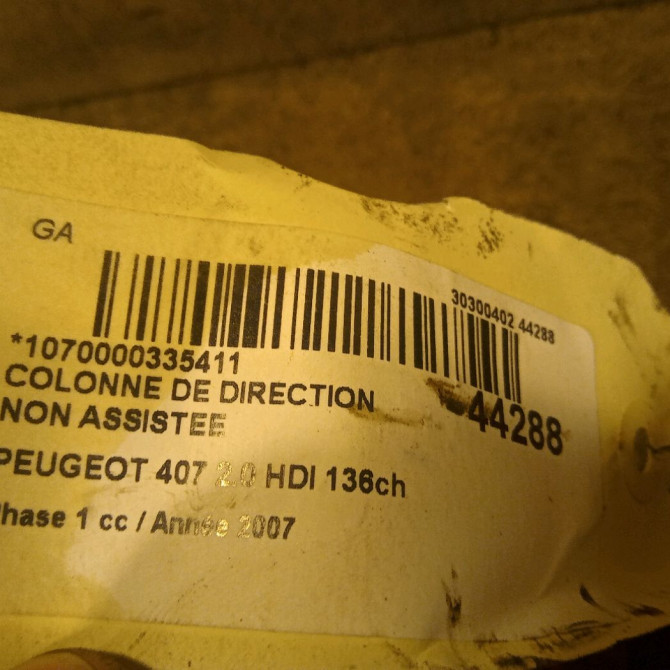 GA
30300402 44288
*1070000335411
COLONNE DE DIRECTION
NON ASSISTEE
44288
PEUGEOT 407 2.0 HDI 136ch
Phase 1 cc / Année 2007